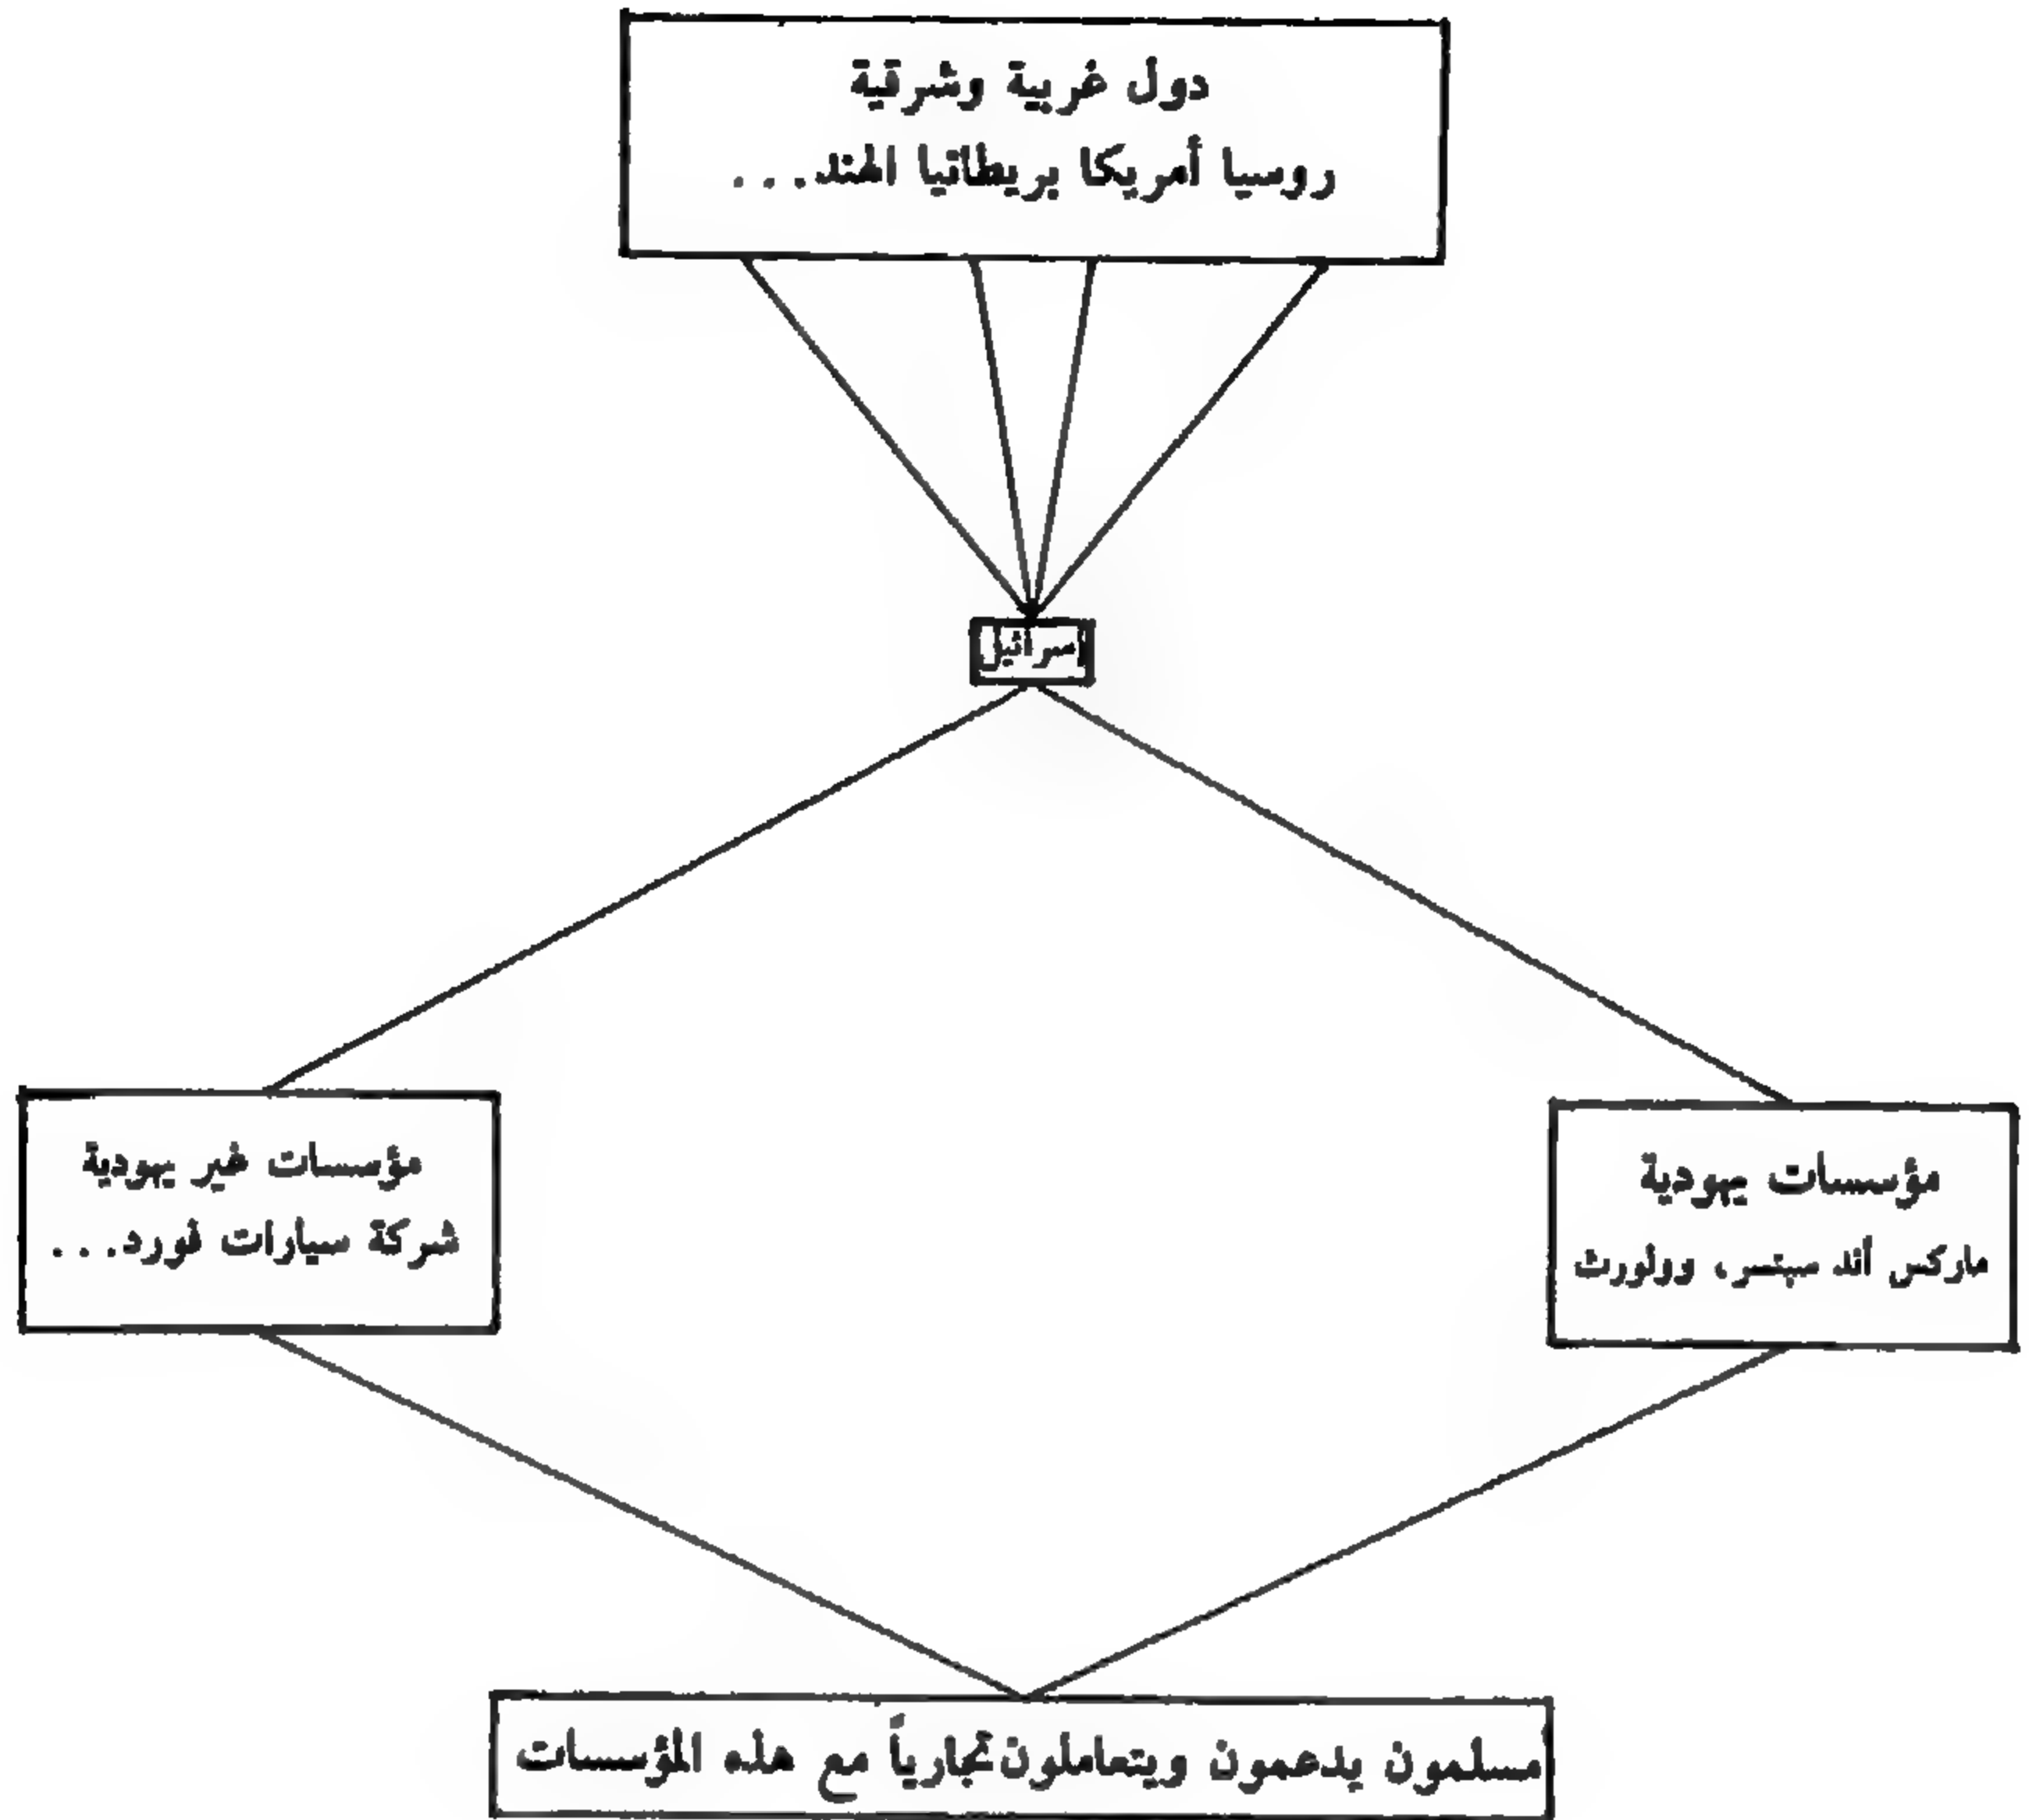 دول غربية وشرقية
روسيا أمريكا بريطانيا الهند...
إسرائيل
مؤسسات يهودية
ماركس أند سبنسر، وولورث
مؤسسات غير يهودية
شركة سيارات فورد...
مسلمون يدعمون ويتعاملون تجارياً مع هذه المؤسسات